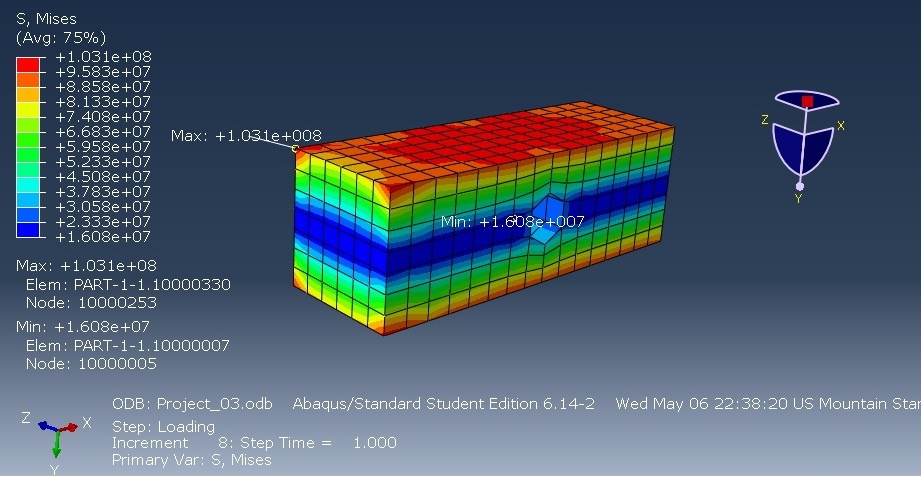 S, Mises
(Avg: 75%)
+1.031e+08
+9.583e+07
+8.858e+07
+8.133e+07
+7.408e+07
+6.683e+07
+5.958e+07
+5.233e+07
+4.508e+07
+3.783e+07
+3.058e+07
+2.333e+07
+1.608e+07
Max: +1.031e+008
Min: +1.608e+007
Z
X
Y
Max: +1.031e+08
Elem: PART-1-1.10000330
Node: 10000253
Min: +1.608e+07
Elem: PART-1-1.10000007
Node: 10000005
ODB: Project_03.odb Abaqus/Standard Student Edition 6.14-2 Wed May 06 22:38:20 US Mountain Star
Step: Loading
Increment 8: Step Time = 1.000
Primary Var: S, Mises
Z
X
Y